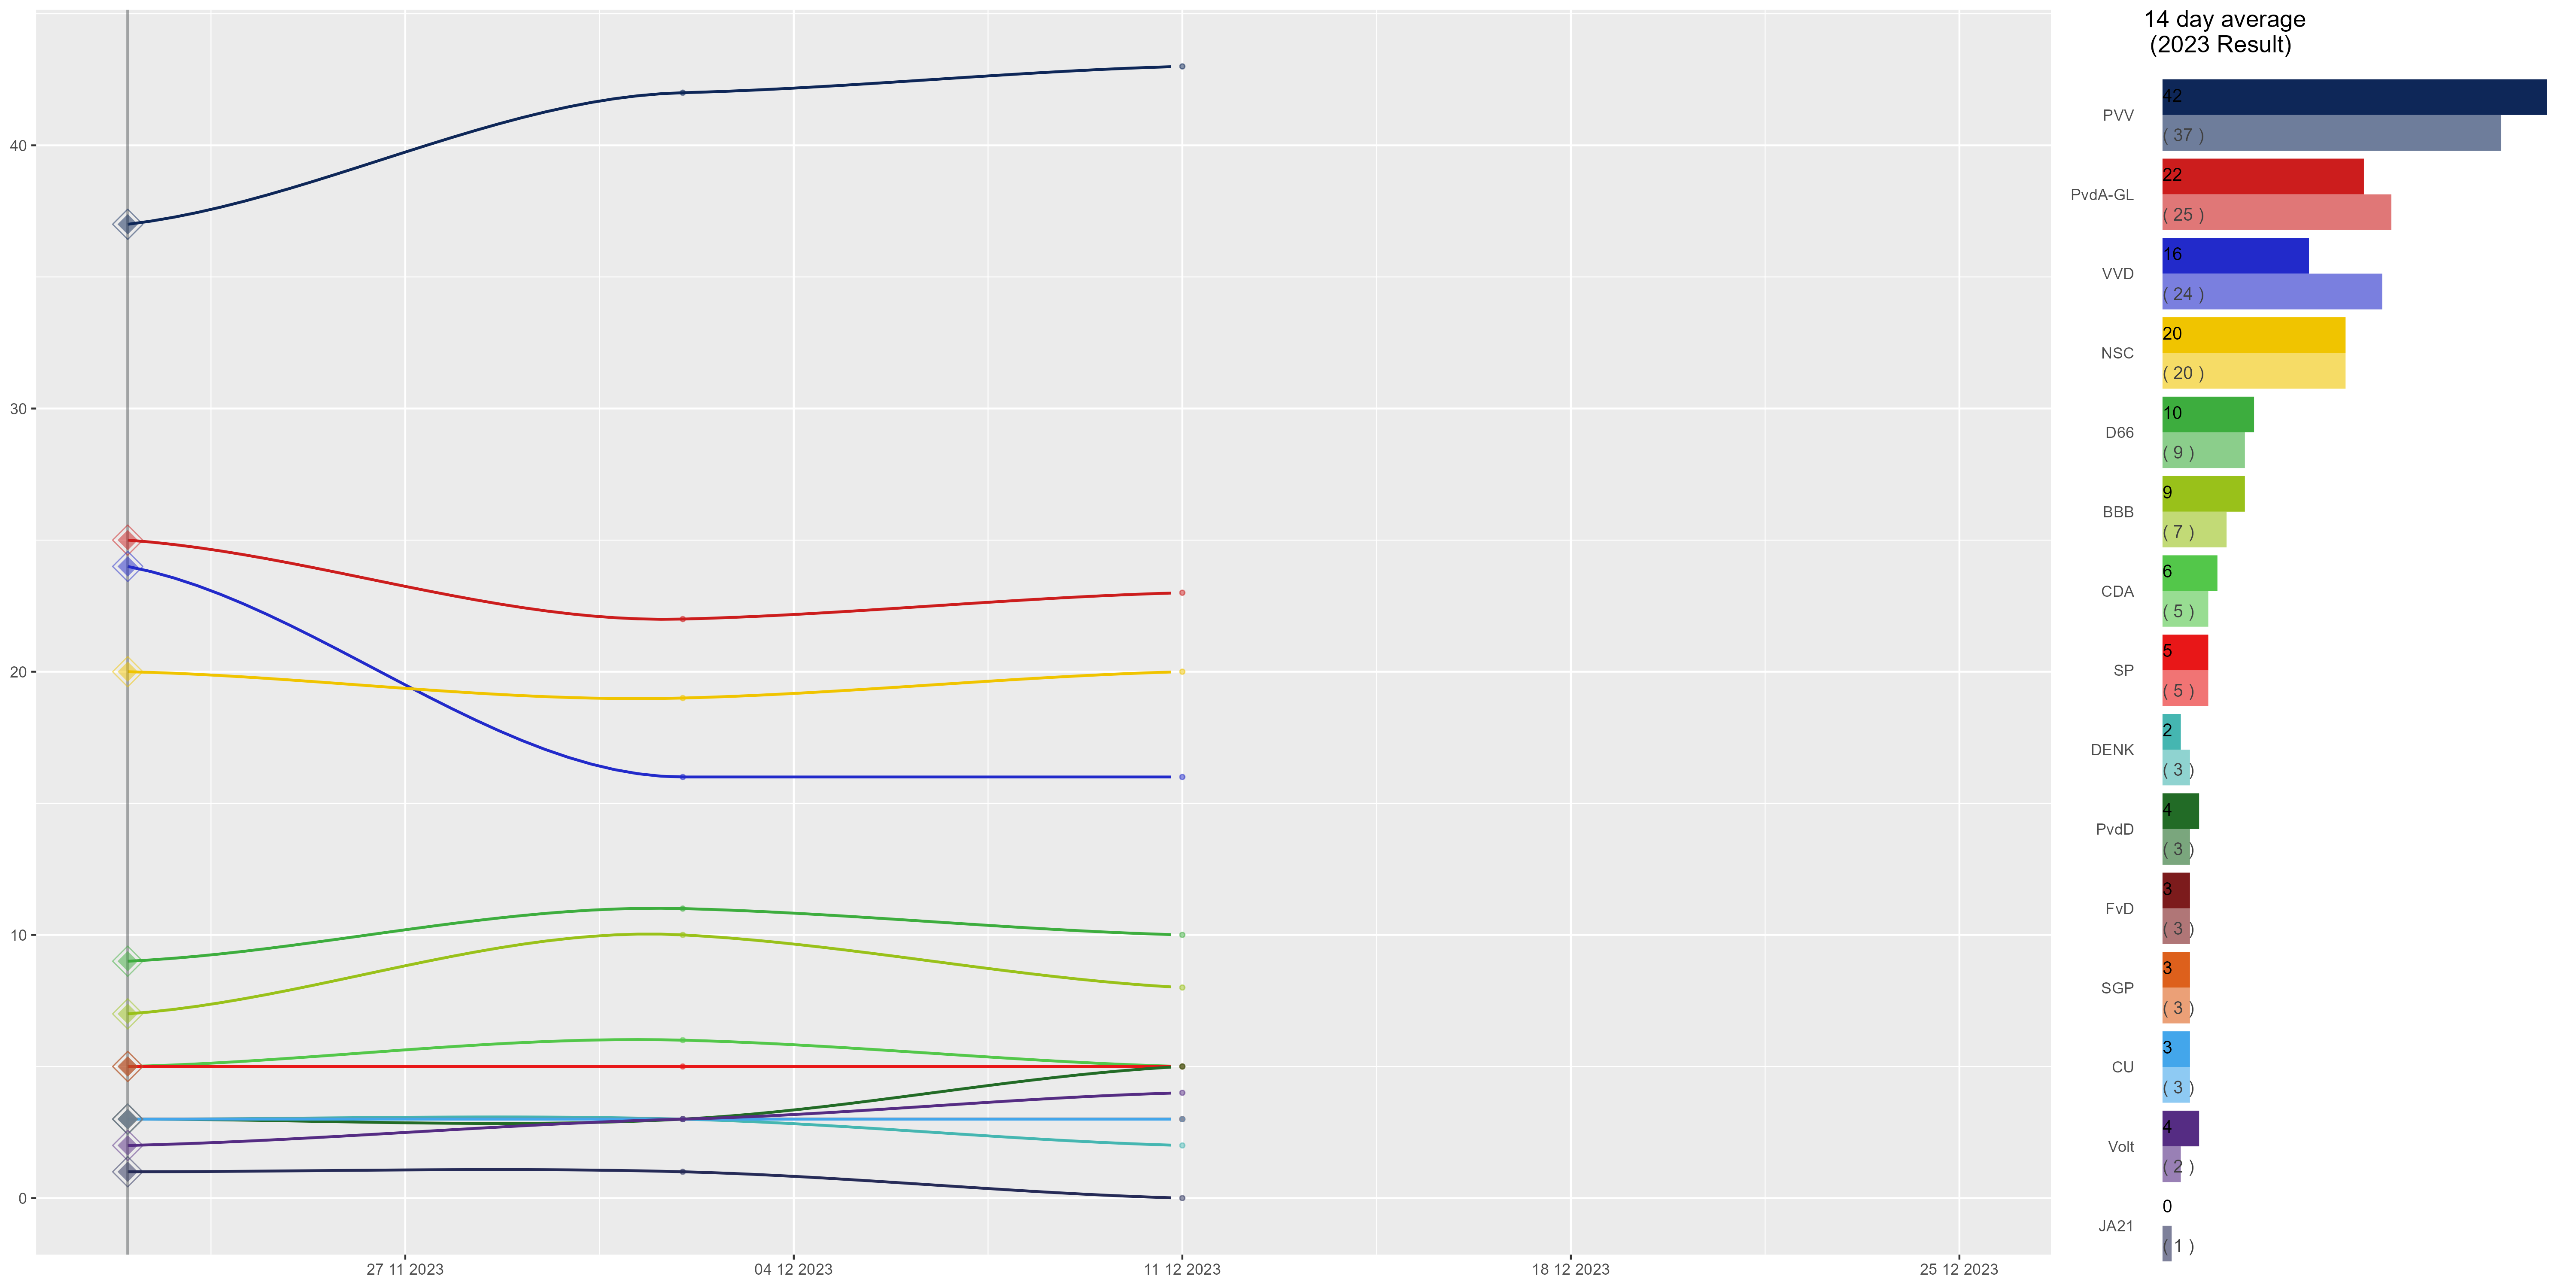 40
30
20
10
0
27 11 2023
04 12 2023
11 12 2023
18 12 2023
25 12 2023
14 day average
(2023 Result)
PVV
42
( 37 )
PvdA-GL
22
( 25 )
VVD
16
( 24 )
NSC
20
( 20 )
D66
10
( 9 )
BBB
9
( 7 )
CDA
6
( 5 )
SP
5
( 5 )
DENK
2
( 3 )
PvdD
4
( 3 )
FvD
3
( 3 )
SGP
3
( 3 )
CU
3
( 3 )
Volt
4
( 2 )
JA21
0
( 1 )